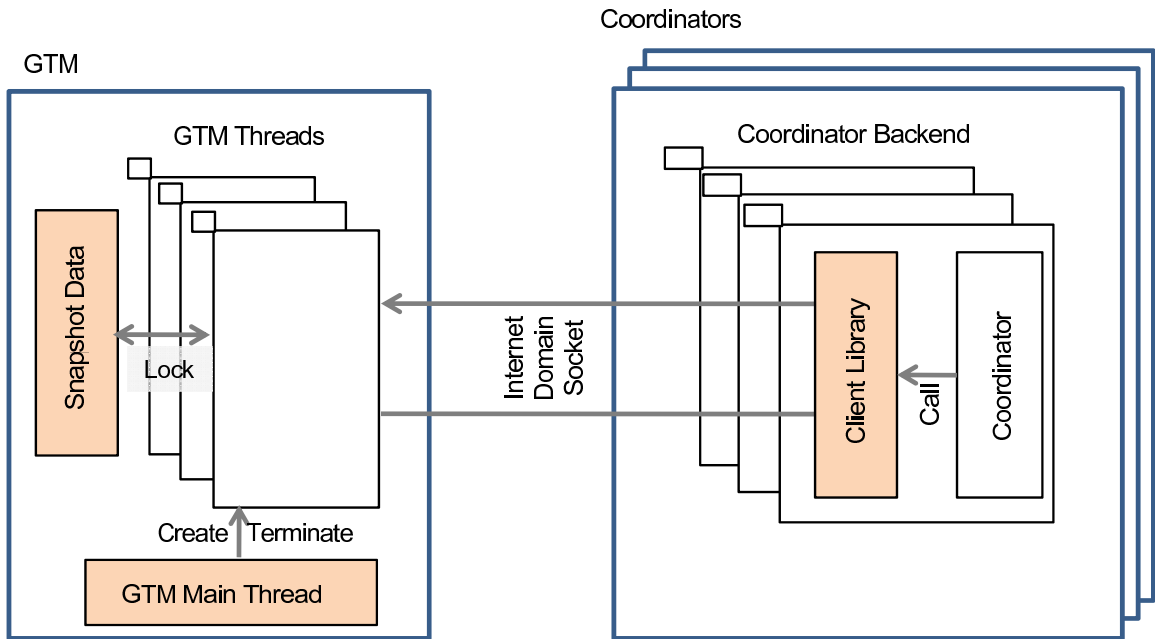 Coordinators
GTM
GTM Threads
Coordinator Backend
Snapshot Data
Lock
Internet
Domain
Socket
Client Library
Call
Coordinator
Create
Terminate
GTM Main Thread